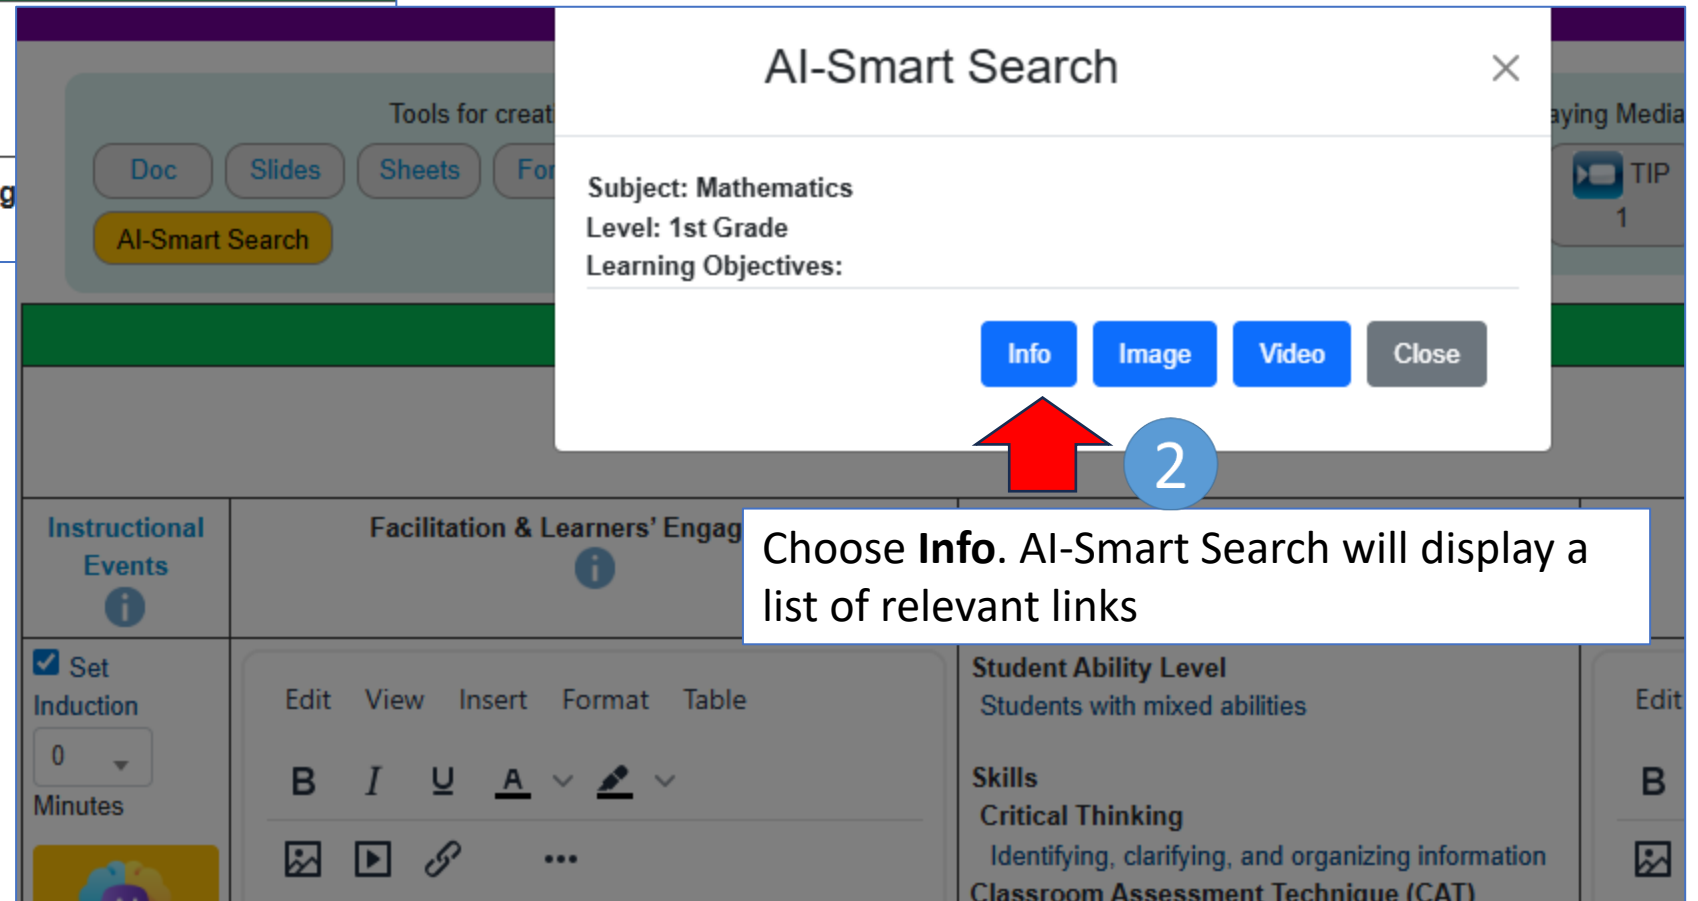 AI-Smart Search
Tools for creat
aying Media
Doc
Slides
Sheets
For
TIP
1
g
AI-Smart Search
Subject: Mathematics
Level: 1st Grade
Learning Objectives:
Info
Image
Video
Close
2
Choose Info. AI-Smart Search will display a
list of relevant links
Instructional
Events
Facilitation & Learners' Engag
Set
Induction
0
Minutes
Edit View Insert Format Table
B I U A
Student Ability Level
Students with mixed abilities
Skills
Critical Thinking
Identifying, clarifying, and organizing information
Classroom Assessment Technique (CAT)
Edit
B